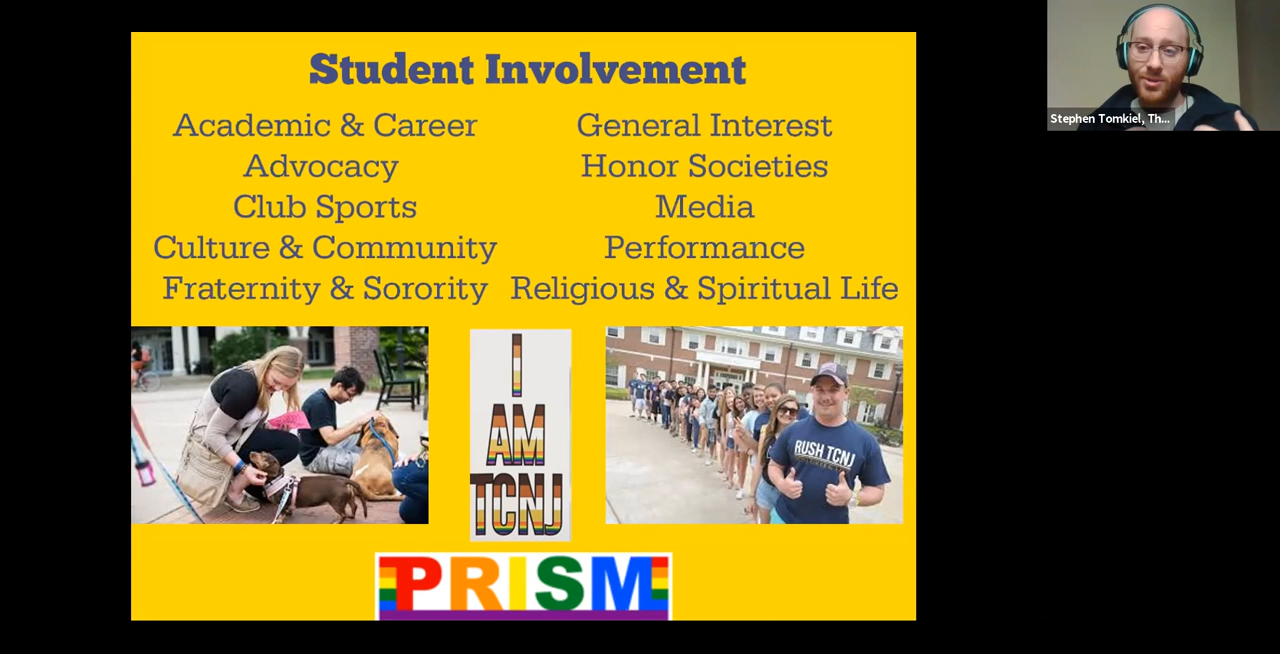 Student Involvement
Academic & Career
Advocacy
Club Sports
Culture & Community
Fraternity & Sorority
General Interest
Honor Societies
Media
Performance
Religious & Spiritual Life
I
AM
TCNJ
RUSH TCNJ
PRISM
Stephen Tomkiel, Th...